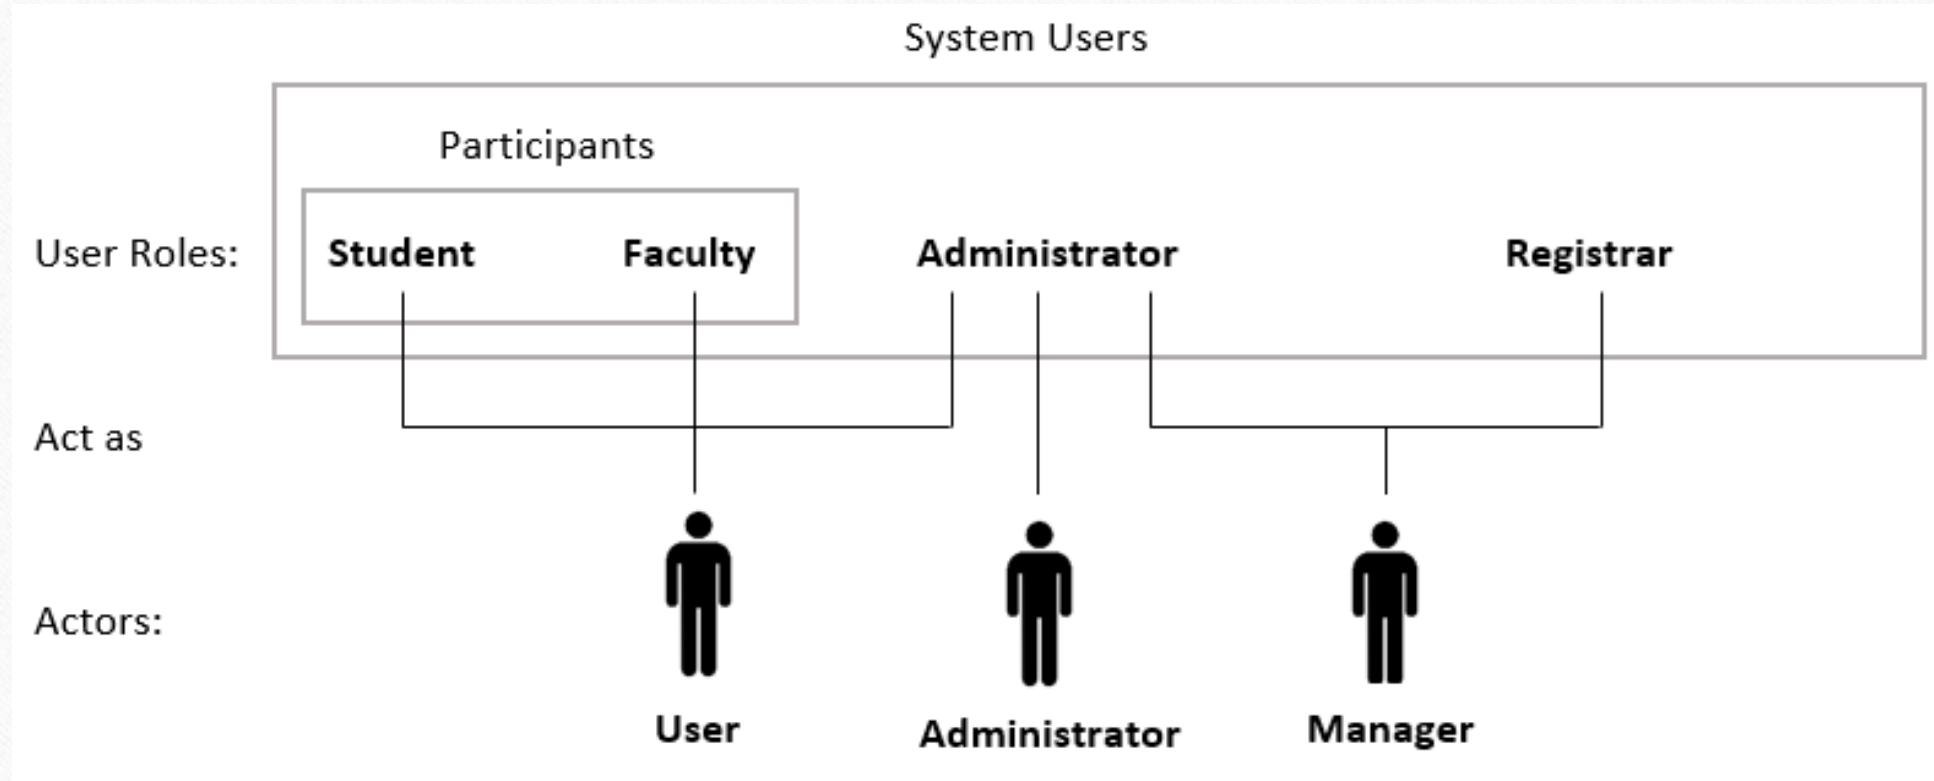 System Users
Participants
User Roles: Student Faculty Administrator Registrar
Act as
Actors:
User Administrator Manager